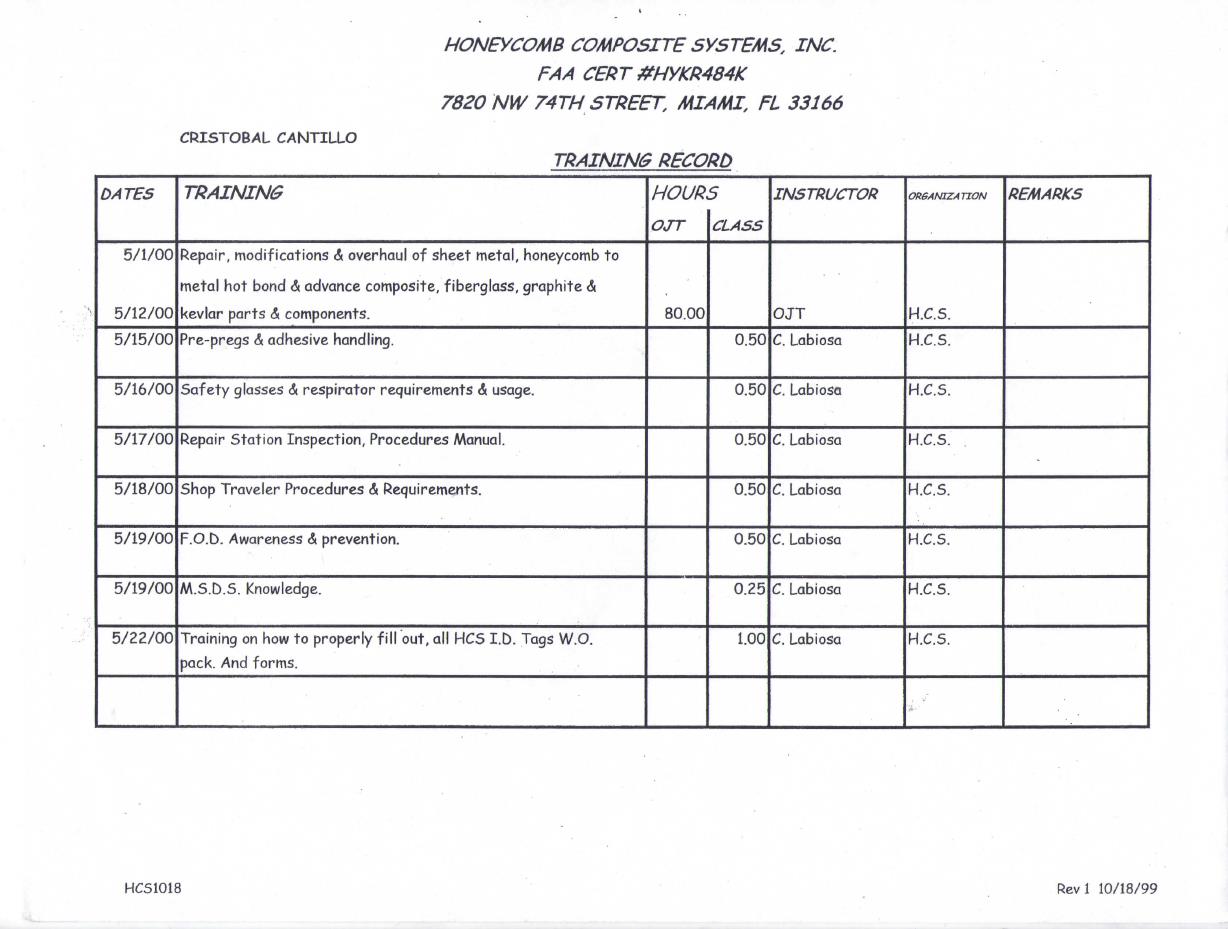 HONEYCOMB COMPOSITE SYSTEMS, INC.
FAA CERT #HYKR484K
7820 NW 74TH STREET, MIAMI, FL 33166
CRISTOBAL CANTILLO
TRAINING RECORD
DATES TRAINING HOURS INSTRUCTOR ORGANIZATION REMARKS
OJT CLASS
5/1/00 Repair, modifications & overhaul of sheet metal, honeycomb to
metal hot bond & advance composite, fiberglass, graphite &
5/12/00 kevlar parts & components. 80.00 OJT H.C.S.
5/15/00 Pre-pregs & adhesive handling. 0.50 C. Labiosa H.C.S.
5/16/00 Safety glasses & respirator requirements & usage. 0.50 C. Labiosa H.C.S.
5/17/00 Repair Station Inspection, Procedures Manual. 0.50 C. Labiosa H.C.S.
5/18/00 Shop Traveler Procedures & Requirements. 0.50 C. Labiosa H.C.S.
5/19/00 F.O.D. Awareness & prevention. 0.50 C. Labiosa H.C.S.
5/19/00 M.S.D.S. Knowledge. 0.25 C. Labiosa H.C.S.
5/22/00 Training on how to properly fill out, all HCS I.D. Tags W.O. 1.00 C. Labiosa H.C.S.
pack. And forms.
HCS1018 Rev 1 10/18/99